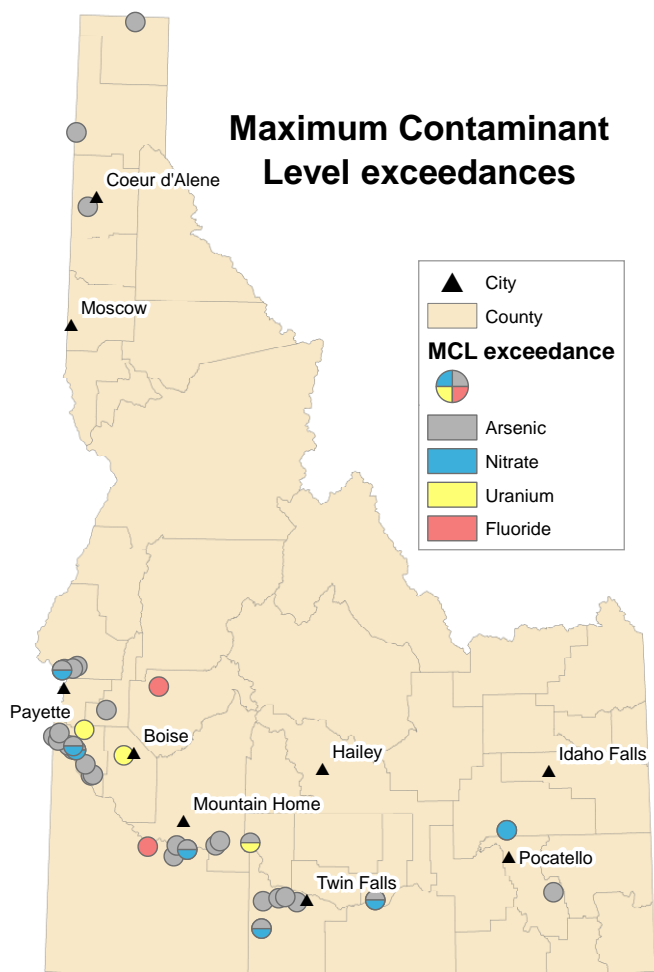 Maximum Contaminant
Level exceedances
Coeur d'Alene
Moscow
City
County
MCL exceedance
Arsenic
Nitrate
Uranium
Fluoride
Payette
Boise
Hailey
Idaho Falls
Mountain Home
Pocatello
Twin Falls